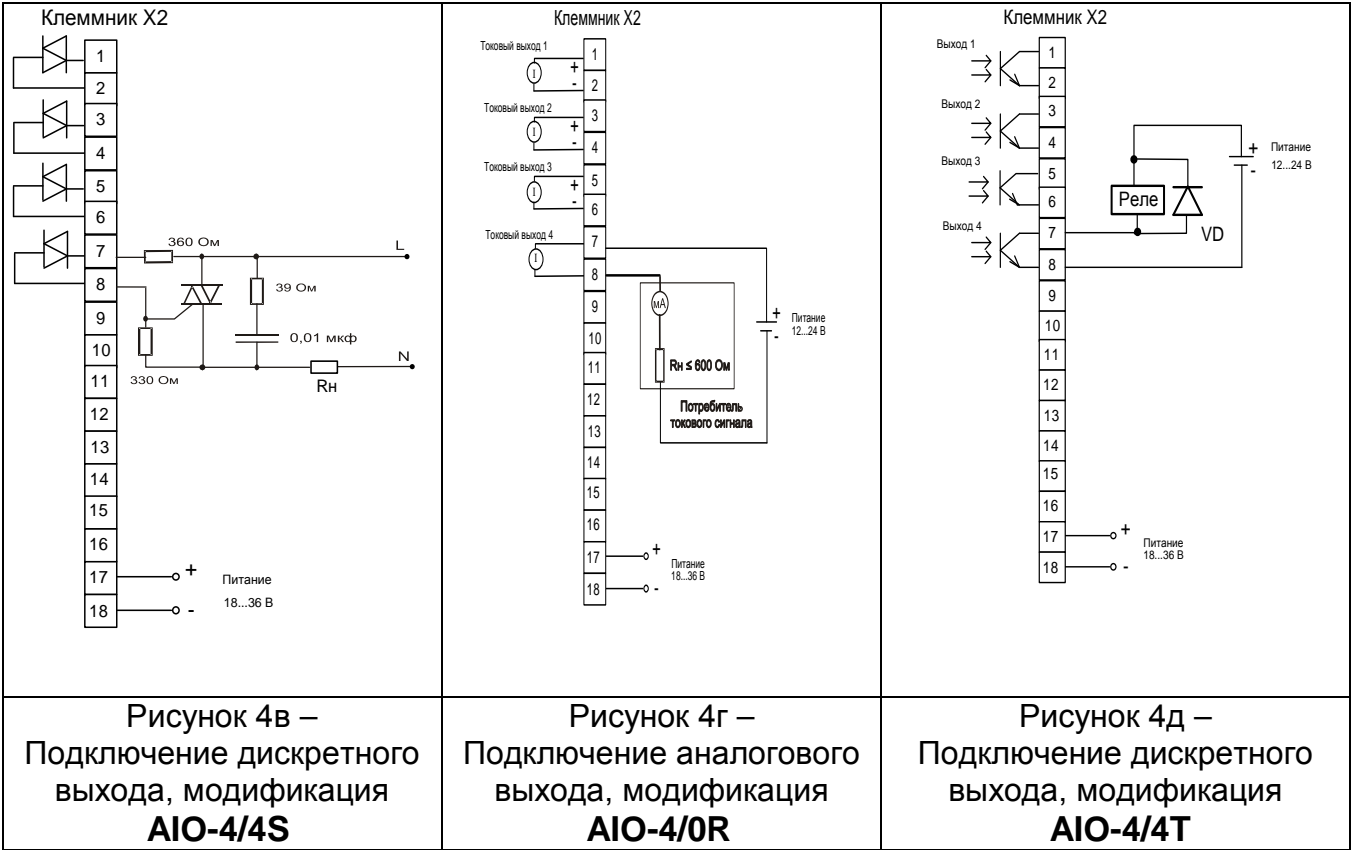 Клеммник X2
1
2
3
4
5
6
7
8
9
10
11
12
13
14
15
16
17
18
360 Ом
L
39 Ом
0,01 мкф
330 Ом
Rн
N
+
Питание
18...36 В
-
Клеммник X2
Токовый выход 1
I
+
-
Токовый выход 2
I
+
-
Токовый выход 3
I
+
-
Токовый выход 4
I
1
2
3
4
5
6
7
8
9
10
11
12
13
14
15
16
17
18
мА
Rн ≤ 600 Ом
Потребитель
токового сигнала
+
Питание
12...24 В
-
+
Питание
18...36 В
-
Клеммник X2
Выход 1
Выход 2
Выход 3
Выход 4
1
2
3
4
5
6
7
8
9
10
11
12
13
14
15
16
17
18
Реле
VD
+
Питание
12...24 В
-
+
Питание
18...36 В
-
Рисунок 4в –
Подключение дискретного
выхода, модификация
AIO-4/4S
Рисунок 4г –
Подключение аналогового
выхода, модификация
AIO-4/0R
Рисунок 4д –
Подключение дискретного
выхода, модификация
AIO-4/4T